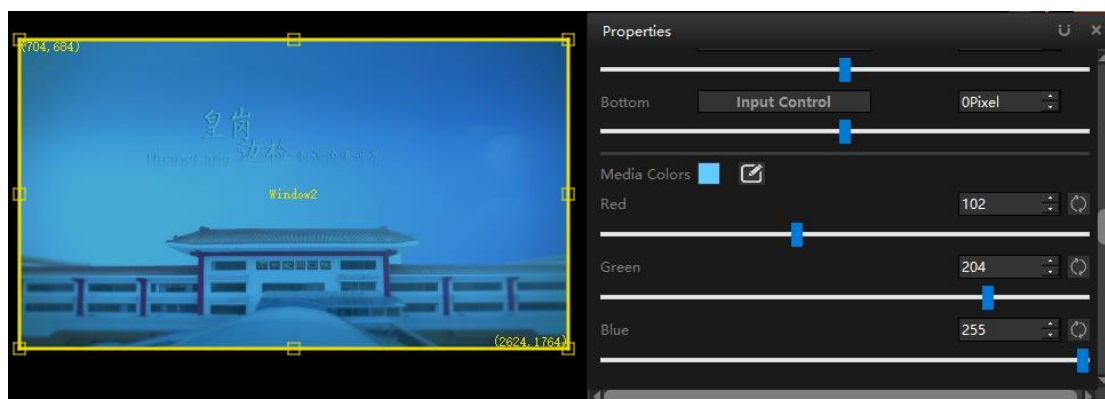 (704, 684)
皇岗
边检
HuangGang
Window2
(2624, 1764)
Properties
Bottom
Input Control
0Pixel
Media Colors
Red
102
Green
204
Blue
255